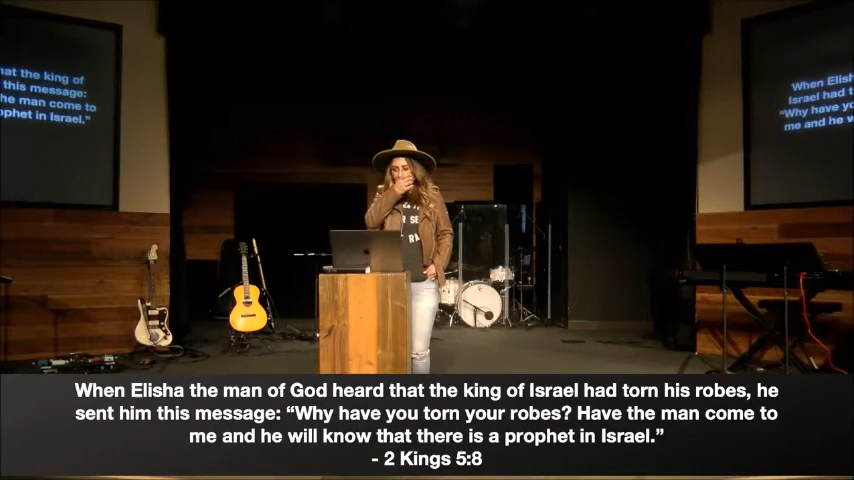 hat the king of
this message:
he man come to
ophet in Israel.”
When Elish
Israel had t
“Why have yo
me and he w
When Elisha the man of God heard that the king of Israel had torn his robes, he
sent him this message: “Why have you torn your robes? Have the man come to
me and he will know that there is a prophet in Israel.”
- 2 Kings 5:8